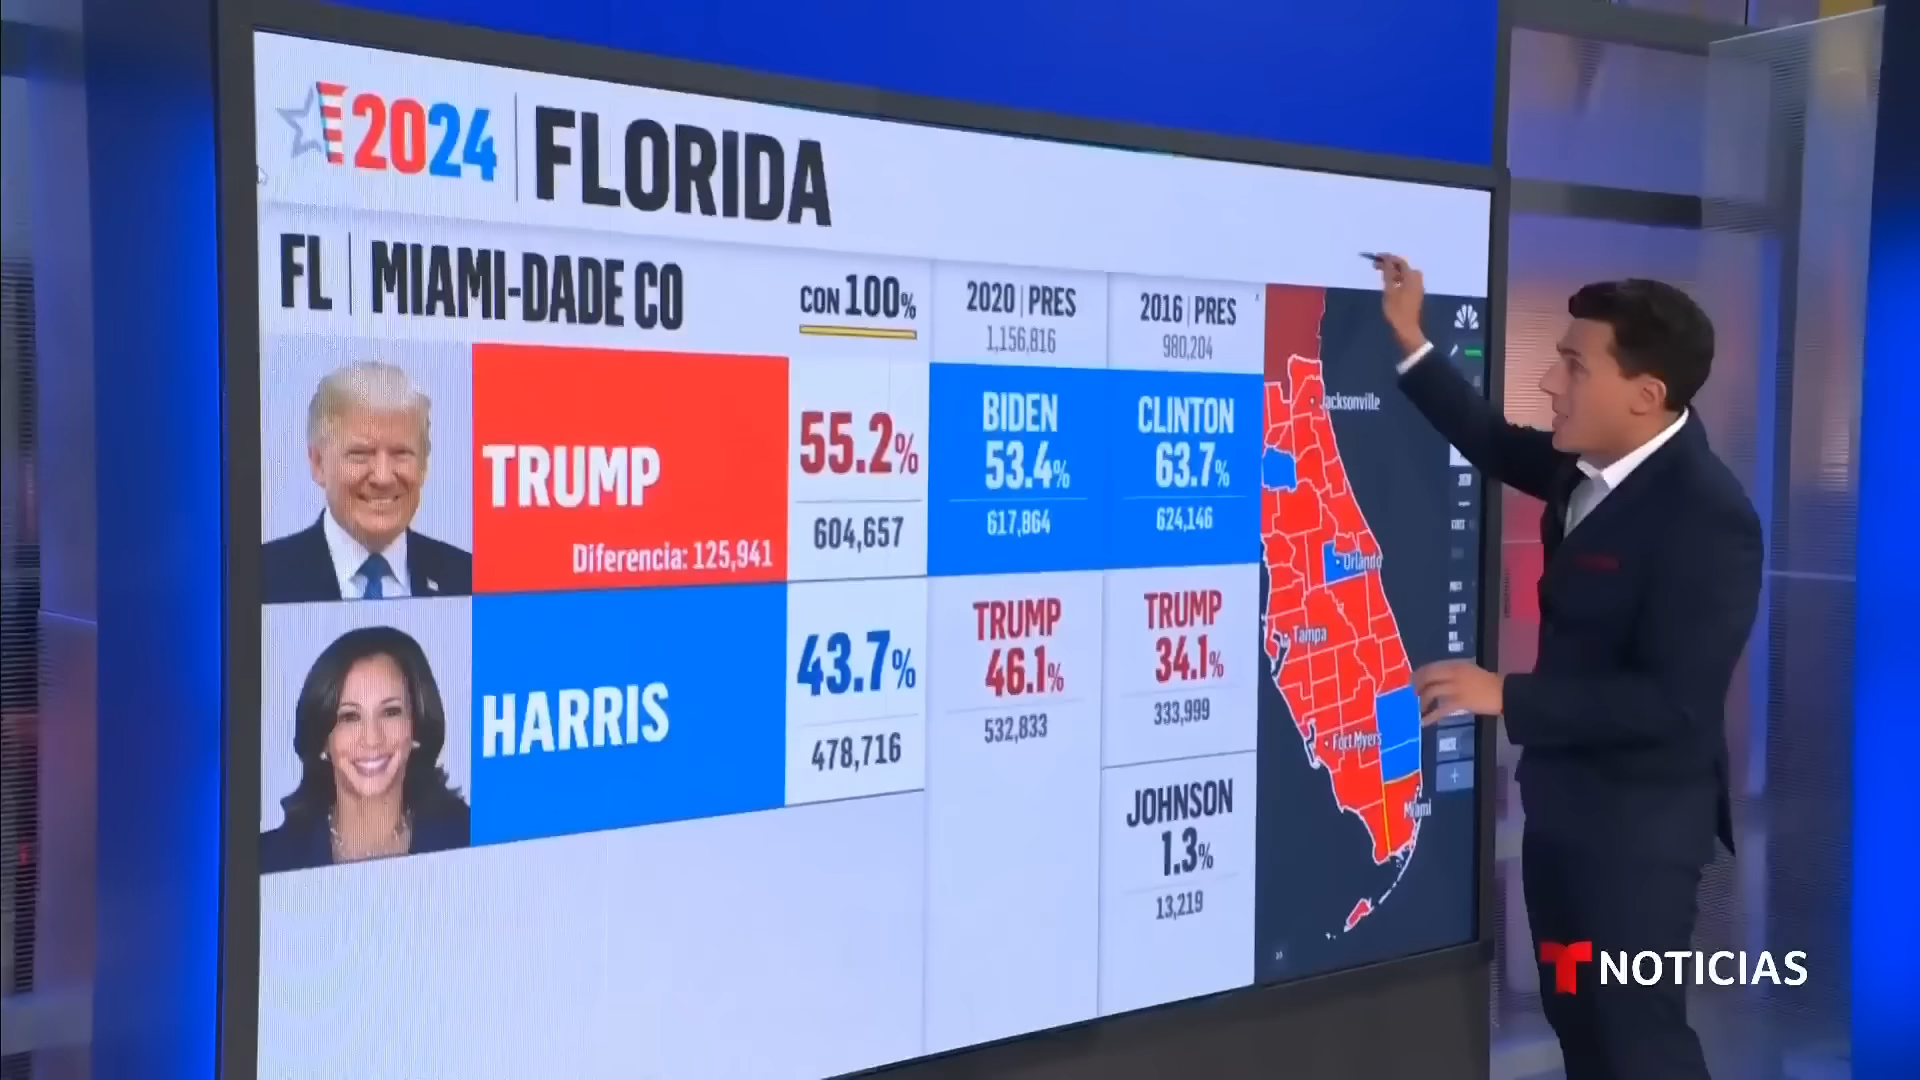 2024 | FLORIDA
FL | MIAMI-DADE CO
CON 100%
TRUMP
Diferencia: 125,941
55.2%
604,657
HARRIS
43.7%
478,716
2020 | PRES
1,156,816
BIDEN
53.4%
617,864
TRUMP
46.1%
532,833
2016 | PRES
980,204
CLINTON
63.7%
624,146
TRUMP
34.1%
333,999
JOHNSON
1.3%
13,219
Jacksonville
Orlando
Tampa
Fort Myers
Miami
T NOTICIAS